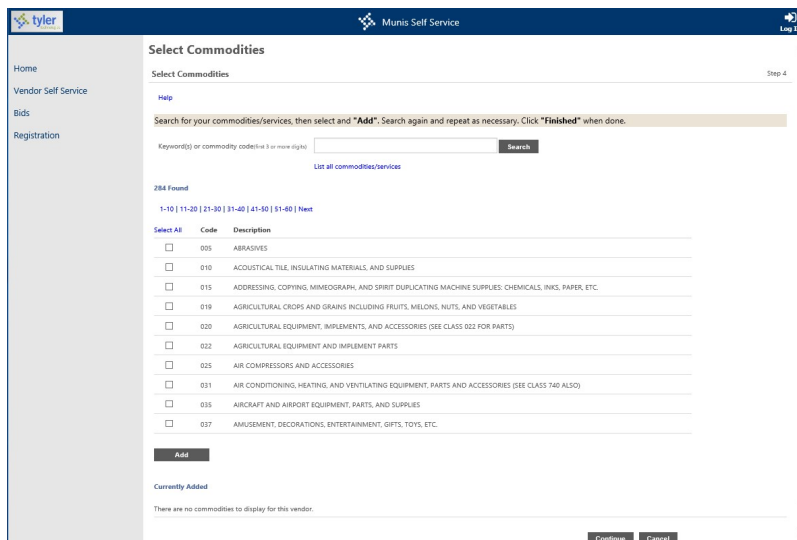 tyler
Munis Self Service
Log I
Home
Vendor Self Service
Bids
Registration
Select Commodities
Select Commodities
Step 4
Help
Search for your commodities/services, then select and "Add". Search again and repeat as necessary. Click "Finished" when done.
Keyword(s) or commodity code(first 3 or more digits)
Search
List all commodities/services
284 Found
1-10 | 11-20 | 21-30 | 31-40 | 41-50 | 51-60 | Next
Select All Code Description
005 ABRASIVES
010 ACOUSTICAL TILE, INSULATING MATERIALS, AND SUPPLIES
015 ADDRESSING, COPYING, MIMEOGRAPH, AND SPIRIT DUPLICATING MACHINE SUPPLIES: CHEMICALS, INKS, PAPER, ETC.
019 AGRICULTURAL CROPS AND GRAINS INCLUDING FRUITS, MELONS, NUTS, AND VEGETABLES
020 AGRICULTURAL EQUIPMENT, IMPLEMENTS, AND ACCESSORIES (SEE CLASS 022 FOR PARTS)
022 AGRICULTURAL EQUIPMENT AND IMPLEMENT PARTS
025 AIR COMPRESSORS AND ACCESSORIES
031 AIR CONDITIONING, HEATING, AND VENTILATING EQUIPMENT, PARTS AND ACCESSORIES (SEE CLASS 740 ALSO)
035 AIRCRAFT AND AIRPORT EQUIPMENT, PARTS, AND SUPPLIES
037 AMUSEMENT, DECORATIONS, ENTERTAINMENT, GIFTS, TOYS, ETC.
Add
Currently Added
There are no commodities to display for this vendor.
Continue Cancel